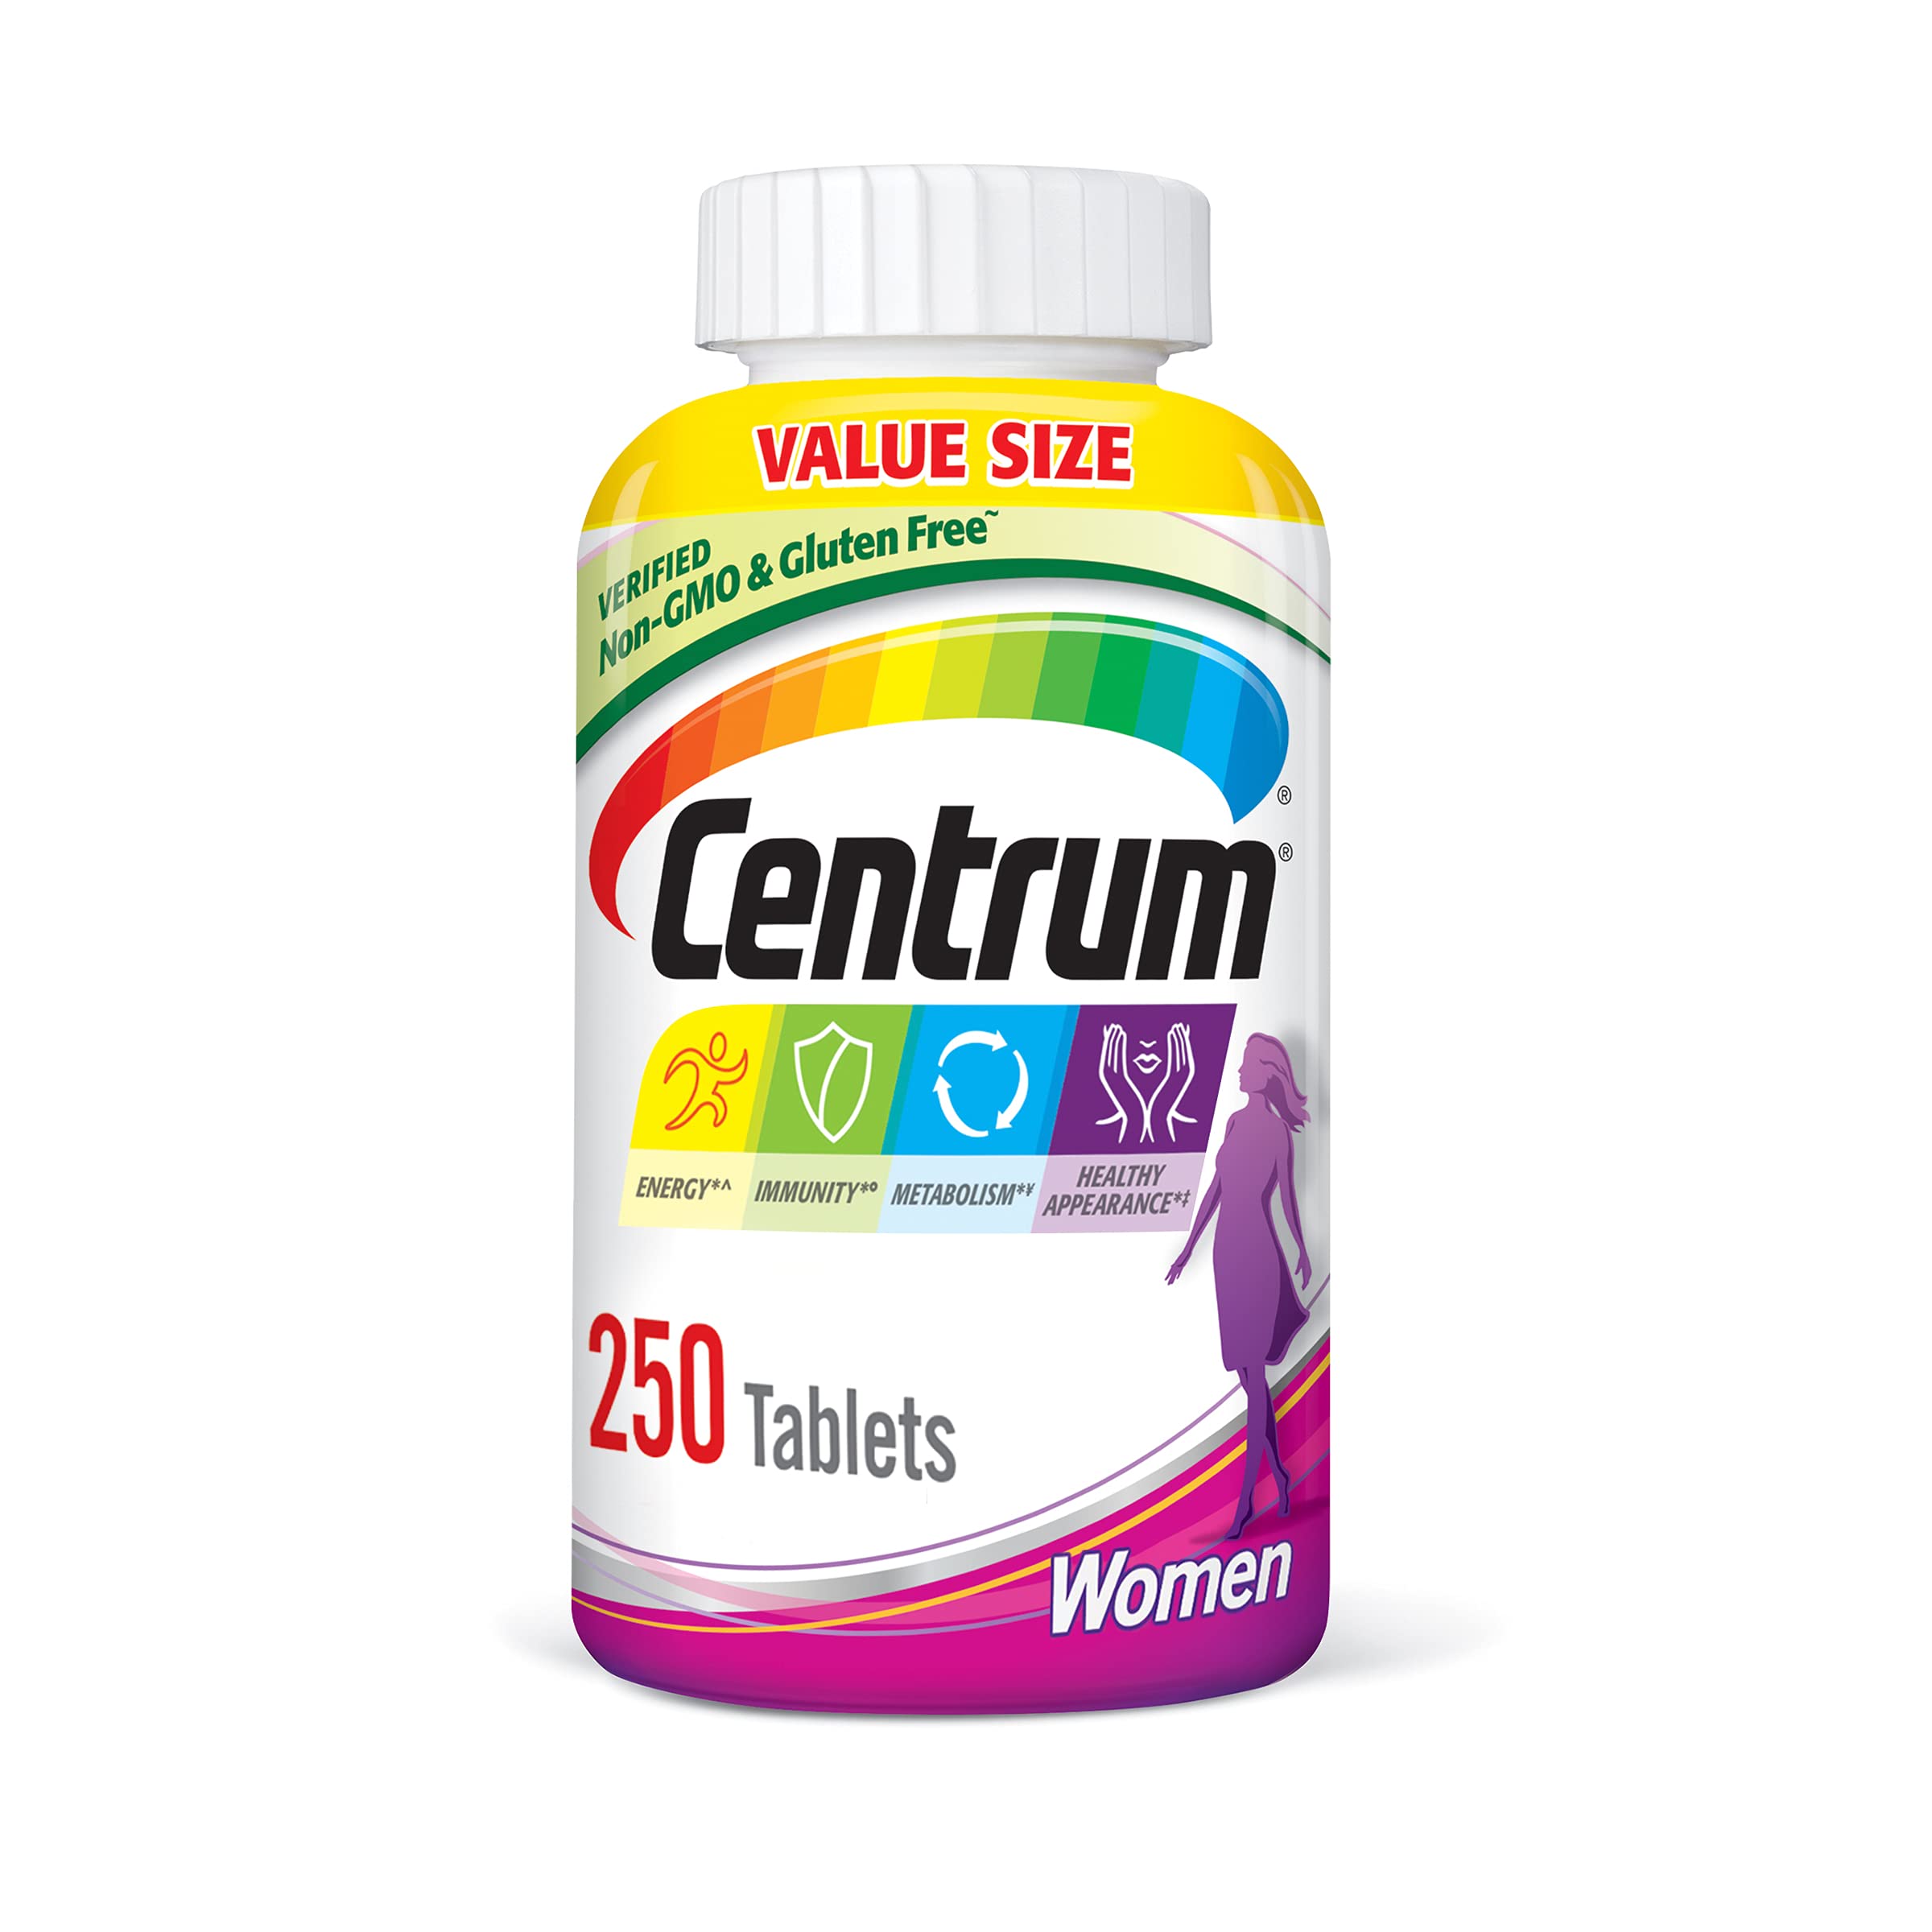 VALUE SIZE
VERIFIED
Non-GMO & Gluten Free~
Centrum®
®
ENERGY*^
IMMUNITY*°
METABOLISM*¥
HEALTHY
APPEARANCE*‡
250 Tablets
Women